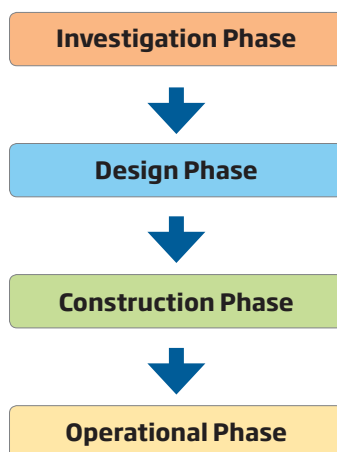 Investigation Phase
Design Phase
Construction Phase
Operational Phase